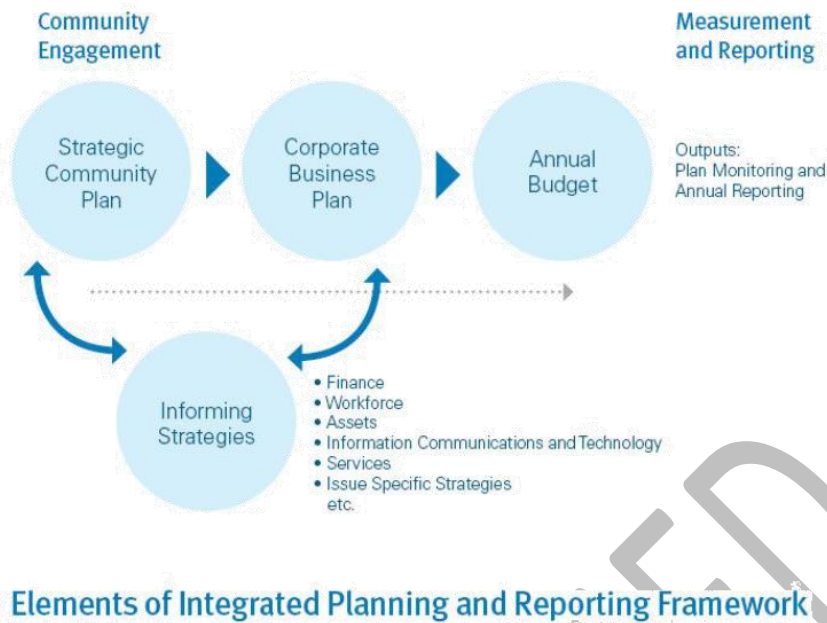 Community
Engagement
Measurement
and Reporting
Strategic
Community
Plan
Corporate
Business
Plan
Annual
Budget
Outputs:
Plan Monitoring and
Annual Reporting
Informing
Strategies
• Finance
• Workforce
• Assets
• Information Communications and Technology
• Services
• Issue Specific Strategies
etc.
Elements of Integrated Planning and Reporting Framework